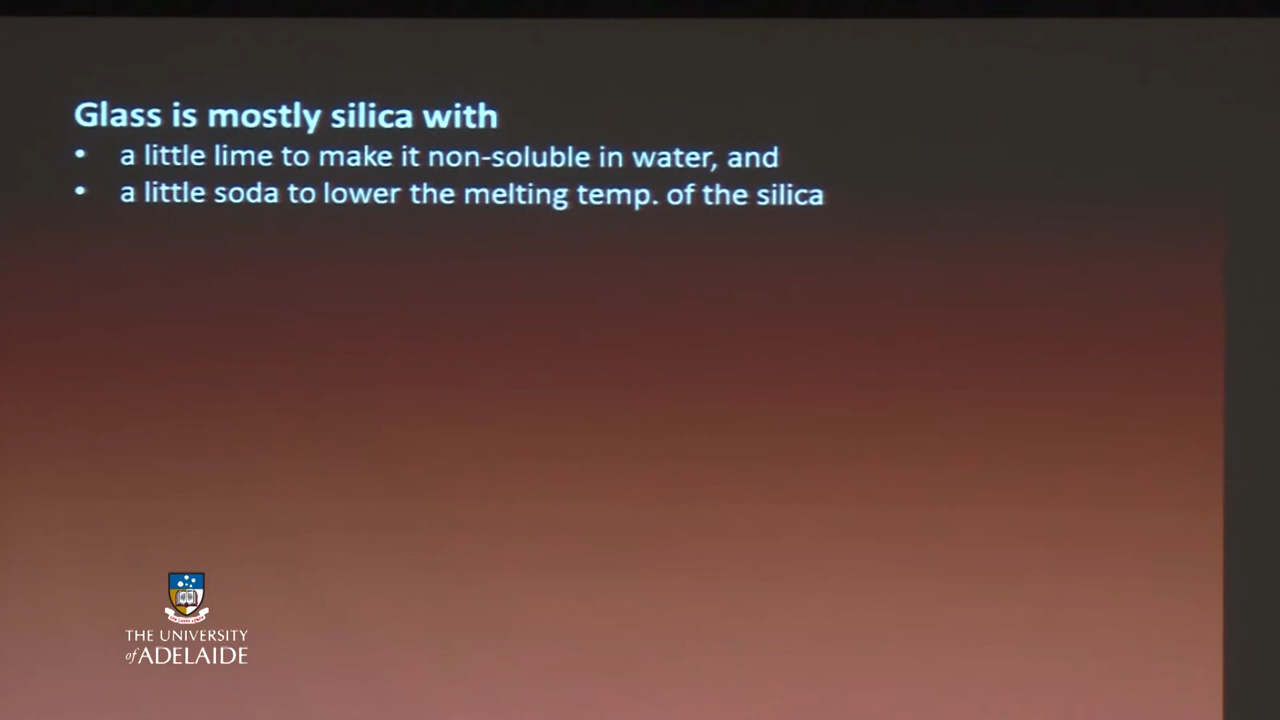 Glass is mostly silica with
• a little lime to make it non-soluble in water, and
• a little soda to lower the melting temp. of the silica
THE UNIVERSITY
of ADELAIDE